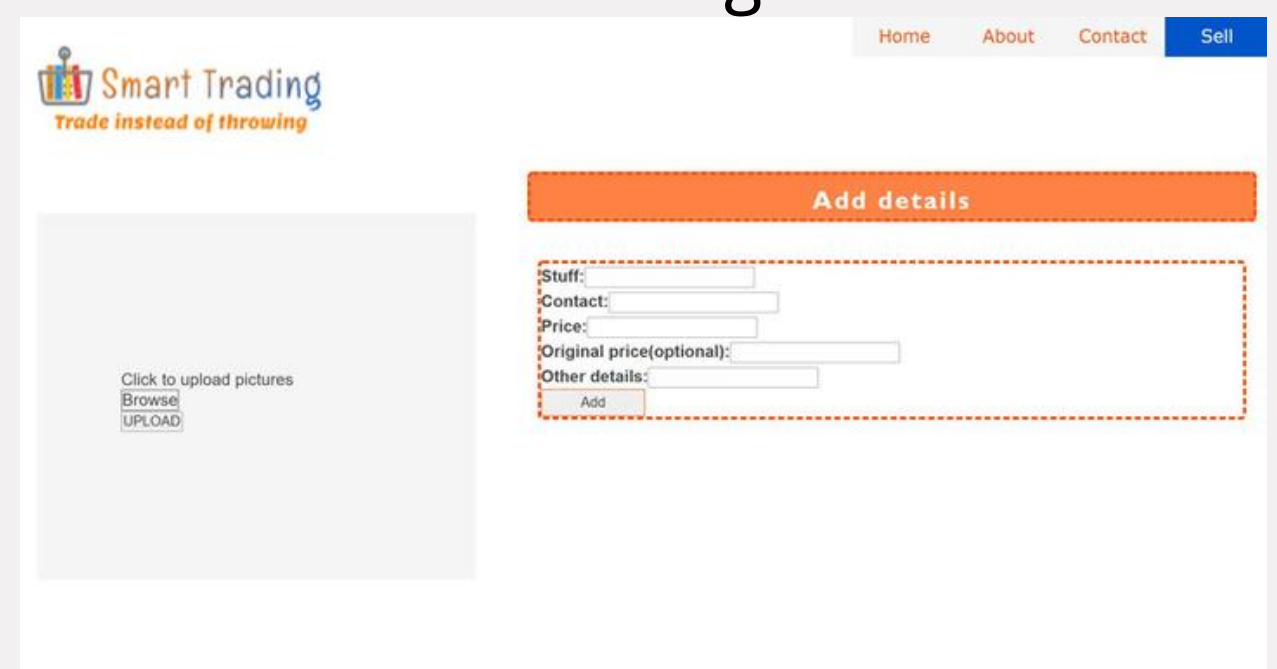 Home About Contact Sell
Smart Trading
Trade instead of throwing
Add details
Stuff:
Contact:
Price:
Original price(optional):
Other details:
Add
Click to upload pictures
Browse
UPLOAD